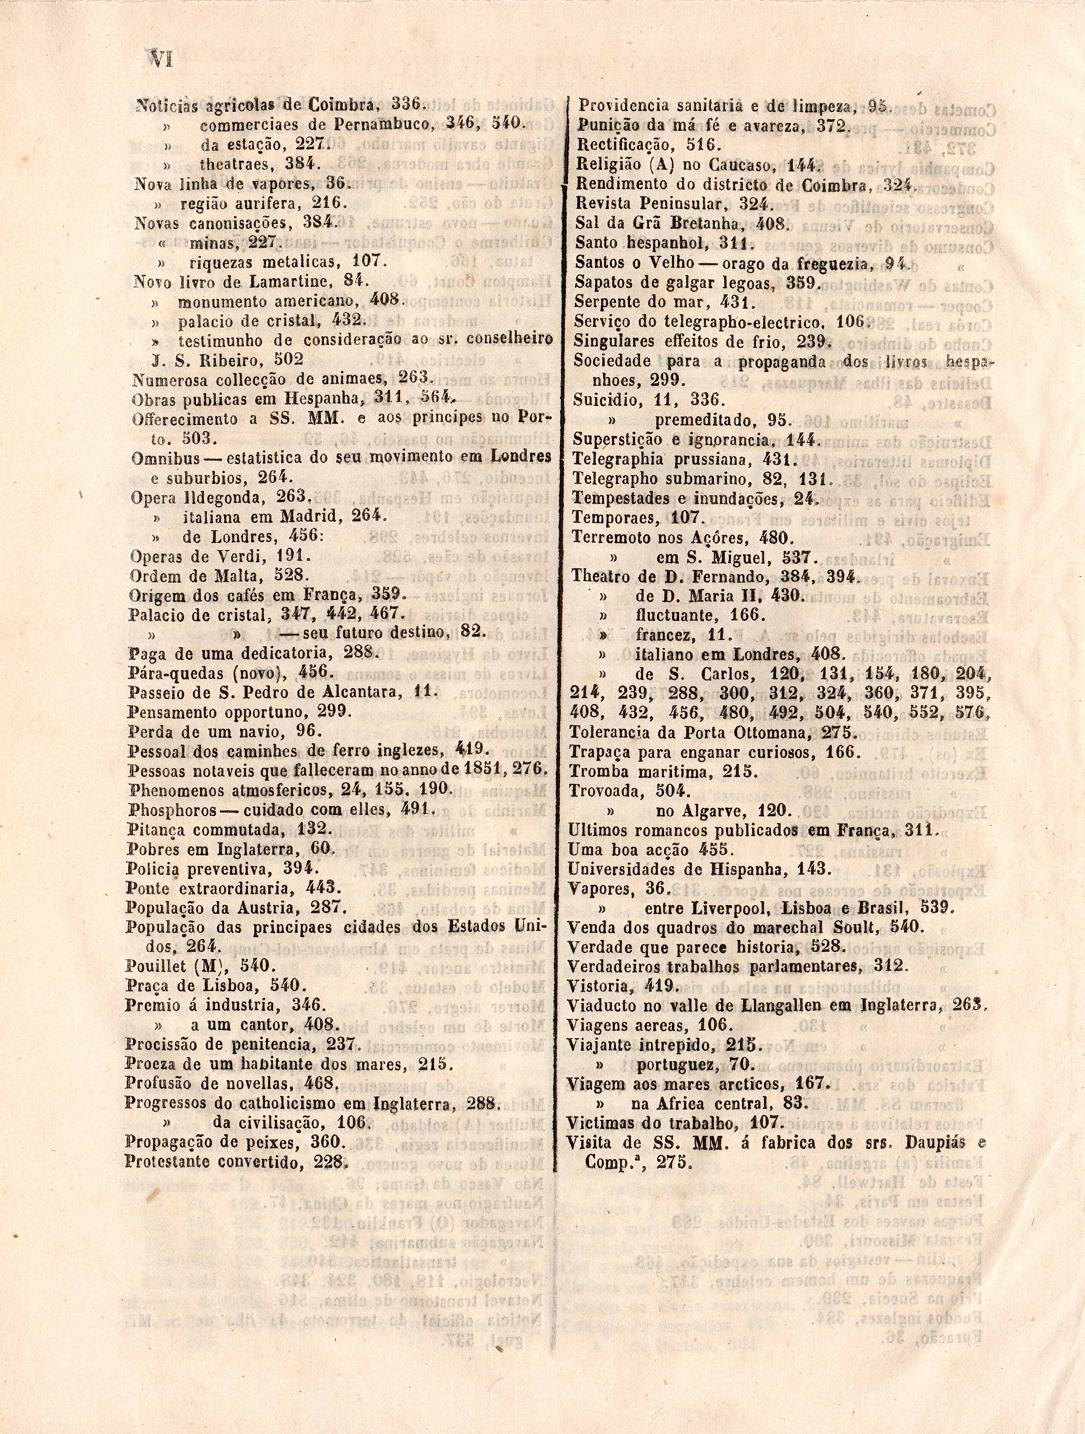 VI
Noticias agricolas de Coimbra, 336.
» commerciaes de Pernambuco, 346, 540.
» da estação, 227.
» theatraes, 384.
Nova linha de vapores, 36.
» região aurifera, 216.
Novas canonisações, 384.
« minas, 227.
» riquezas metalicas, 107.
Novo livro de Lamartine, 84.
» monumento americano, 408.
» palacio de cristal, 432.
» testimunho de consideração ao sr. conselheiro
J. S. Ribeiro, 502
Numerosa collecção de animaes, 263.
Obras publicas em Hespanha, 311, 564.
Offerecimento a SS. MM. e aos principes no Por-
to. 503.
Omnibus — estatistica do seu movimento em Londres
e suburbios, 264.
Opera Ildegonda, 263.
» italiana em Madrid, 264.
» de Londres, 456:
Operas de Verdi, 191.
Ordem de Malta, 528.
Origem dos cafés em França, 359.
Palacio de cristal, 347, 442, 467.
» » — seu futuro destino, 82.
Paga de uma dedicatoria, 288.
Pára-quedas (novo), 456.
Passeio de S. Pedro de Alcantara, 11.
Pensamento opportuno, 299.
Perda de um navio, 96.
Pessoal dos caminhes de ferro inglezes, 419.
Pessoas notaveis que falleceram no anno de 1851, 276.
Phenomenos atmosfericos, 24, 155. 190.
Phosphoros — cuidado com elles, 491.
Pitança commutada, 132.
Pobres em Inglaterra, 60.
Policia preventiva, 394.
Ponte extraordinaria, 443.
População da Austria, 287.
População das principaes cidades dos Estados Uni-
dos, 264.
Pouillet (M), 540.
Praça de Lisboa, 540.
Premio á industria, 346.
» a um cantor, 408.
Procissão de penitencia, 237.
Proeza de um habitante dos mares, 215.
Profusão de novellas, 468.
Progressos do catholicismo em Inglaterra, 288.
» da civilisação, 106.
Propagação de peixes, 360.
Protestante convertido, 228.
Providencia sanitaria e de limpeza, 95.
Punição da má fé e avareza, 372.
Rectificação, 516.
Religião (A) no Caucaso, 144.
Rendimento do districto de Coimbra, 324.
Revista Peninsular, 324.
Sal da Grã Bretanha, 408.
Santo hespanhol, 311.
Santos o Velho — orago da freguezia, 94.
Sapatos de galgar legoas, 359.
Serpente do mar, 431.
Serviço do telegrapho-electrico, 106.
Singulares effeitos de frio, 239.
Sociedade para a propaganda dos livros hespa-
nhoes, 299.
Suicidio, 11, 336.
» premeditado, 95.
Superstição e ignorancia, 144.
Telegraphia prussiana, 431.
Telegrapho submarino, 82, 131.
Tempestades e inundações, 24.
Temporaes, 107.
Terremoto nos Açôres, 480.
» em S. Miguel, 537.
Theatro de D. Fernando, 384, 394.
» de D. Maria II, 430.
» fluctuante, 166.
» francez, 11.
» italiano em Londres, 408.
» de S. Carlos, 120, 131, 154, 180, 204,
214, 239, 288, 300, 312, 324, 360, 371, 395,
408, 432, 456, 480, 492, 504, 540, 552, 576,
Tolerancia da Porta Ottomana, 275.
Trapaça para enganar curiosos, 166.
Tromba maritima, 215.
Trovoada, 504.
» no Algarve, 120.
Ultimos romancos publicados em França, 311.
Uma boa acção 455.
Universidades de Hispanha, 143.
Vapores, 36.
» entre Liverpool, Lisboa e Brasil, 539.
Venda dos quadros do marechal Soult, 540.
Verdade que parece historia, 528.
Verdadeiros trabalhos parlamentares, 312.
Vistoria, 419.
Viaducto no valle de Llangallen em Inglaterra, 263.
Viagens aereas, 106.
Viajante intrepido, 215.
» portuguez, 70.
Viagem aos mares arcticos, 167.
» na Africa central, 83.
Victimas do trabalho, 107.
Visita de SS. MM. á fabrica dos srs. Daupiás e
Comp.ª, 275.